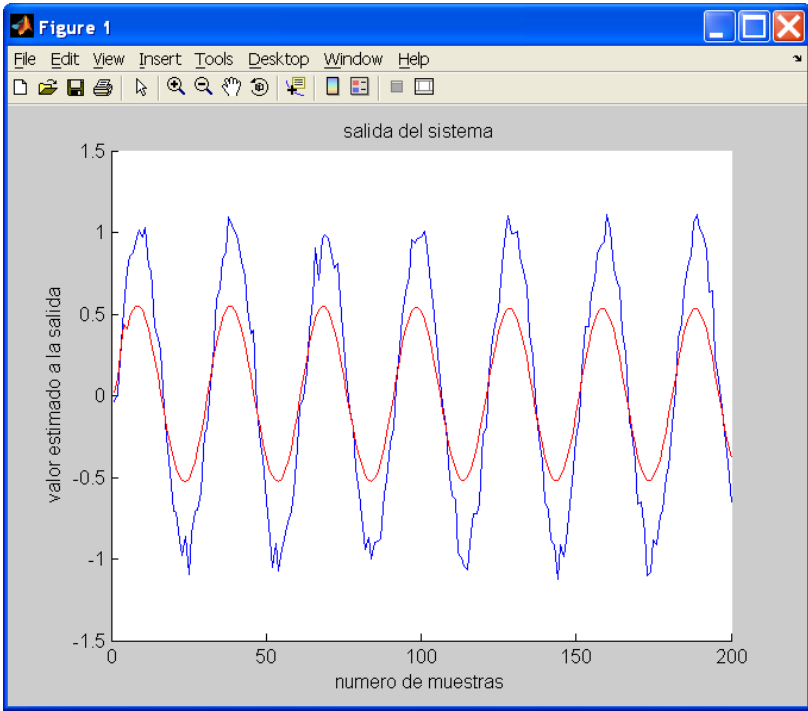 Figure 1
File Edit View Insert Tools Desktop Window Help
salida del sistema
1.5
1
0.5
0
-0.5
-1
-1.5
valor estimado a la salida
0 50 100 150 200
numero de muestras